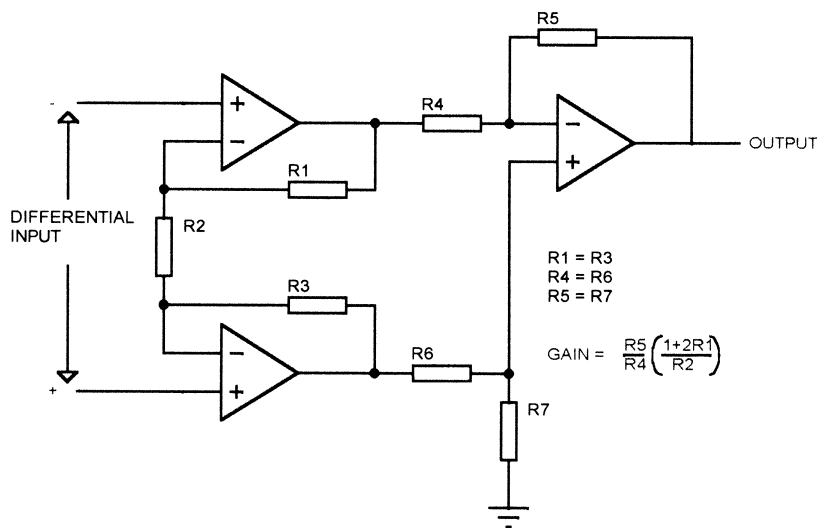 R5
R4
-
+
-
-
+
OUTPUT
R1
DIFFERENTIAL
INPUT
R2
R1 = R3
R4 = R6
R5 = R7
R3
R6
GAIN = R5/R4 (1+2R1/R2)
-
+
+
R7